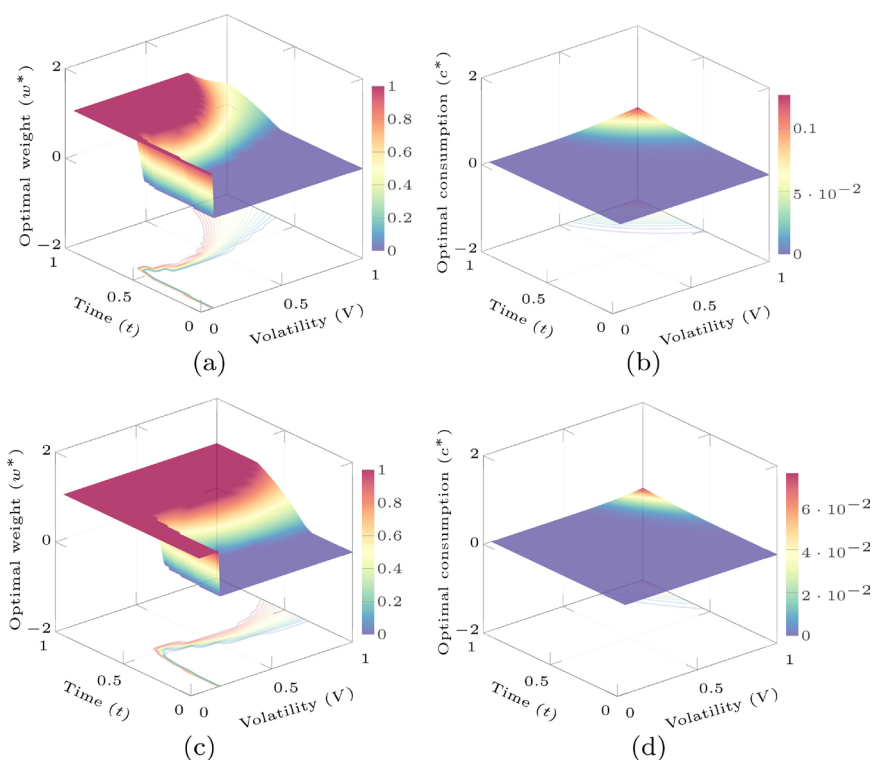 Optimal weight (w*)
2
0
−2
1
0.5
0
Time (t)
0
0.5
1
Volatility (V)
1
0.8
0.6
0.4
0.2
0
(a)
Optimal consumption (c*)
2
0
−2
1
0.5
0
Time (t)
0
0.5
1
Volatility (V)
0.1
5 · 10⁻²
0
(b)
Optimal weight (w*)
2
0
−2
1
0.5
0
Time (t)
0
0.5
1
Volatility (V)
1
0.8
0.6
0.4
0.2
0
(c)
Optimal consumption (c*)
2
0
−2
1
0.5
0
Time (t)
0
0.5
1
Volatility (V)
6 · 10⁻²
4 · 10⁻²
2 · 10⁻²
0
(d)